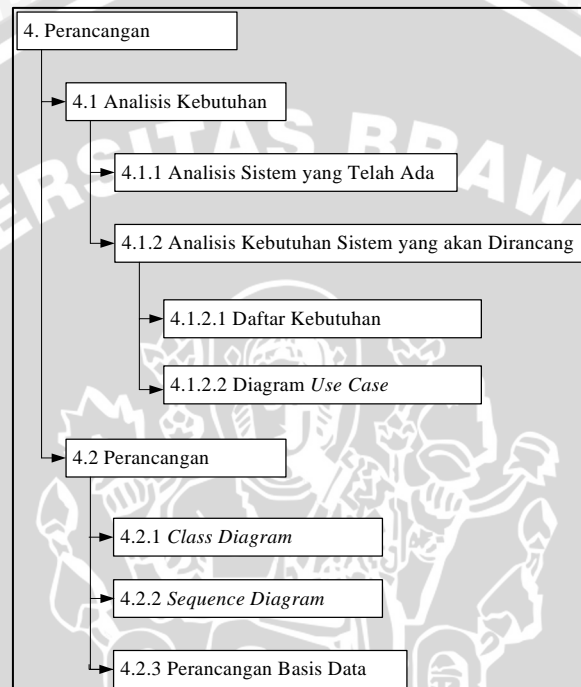 4. Perancangan
4.1 Analisis Kebutuhan
4.1.1 Analisis Sistem yang Telah Ada
4.1.2 Analisis Kebutuhan Sistem yang akan Dirancang
4.1.2.1 Daftar Kebutuhan
4.1.2.2 Diagram Use Case
4.2 Perancangan
4.2.1 Class Diagram
4.2.2 Sequence Diagram
4.2.3 Perancangan Basis Data